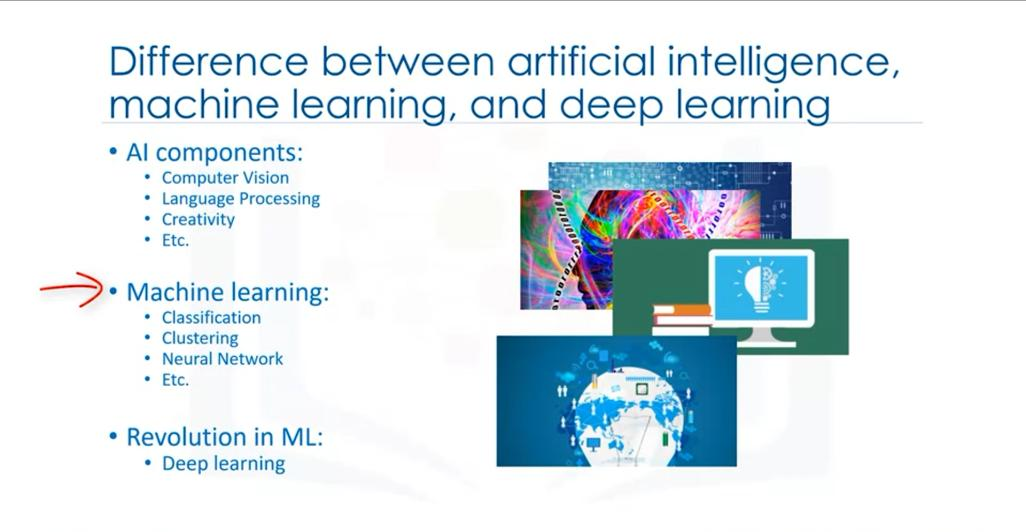 Difference between artificial intelligence,
machine learning, and deep learning
• AI components:
• Computer Vision
• Language Processing
• Creativity
• Etc.
• Machine learning:
• Classification
• Clustering
• Neural Network
• Etc.
• Revolution in ML:
• Deep learning